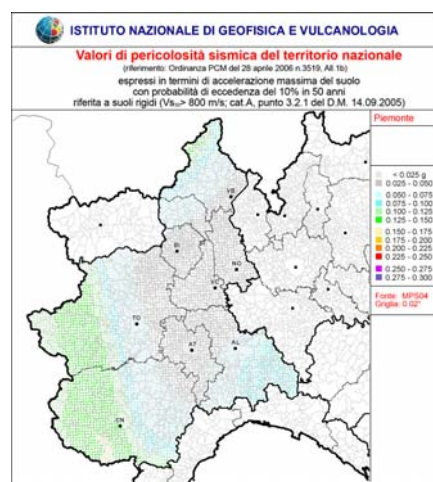 ISTITUTO NAZIONALE DI GEOFISICA E VULCANOLOGIA
Valori di pericolosità sismica del territorio nazionale
(riferimento: Ordinanza PCM del 28 aprile 2006 n.3519, All.1b)
espressi in termini di accelerazione massima del suolo
con probabilità di eccedenza del 10% in 50 anni
riferita a suoli rigidi (Vs₃₀> 800 m/s; cat.A, punto 3.2.1 del D.M. 14.09.2005)
Piemonte
< 0.025 g
0.025 - 0.050
0.050 - 0.075
0.075 - 0.100
0.100 - 0.125
0.125 - 0.150
0.150 - 0.175
0.175 - 0.200
0.200 - 0.225
0.225 - 0.250
0.250 - 0.275
0.275 - 0.300
Fonte: MPS04
Griglia: 0.02°
VB
BI
NO
TO
AT
AL
CN